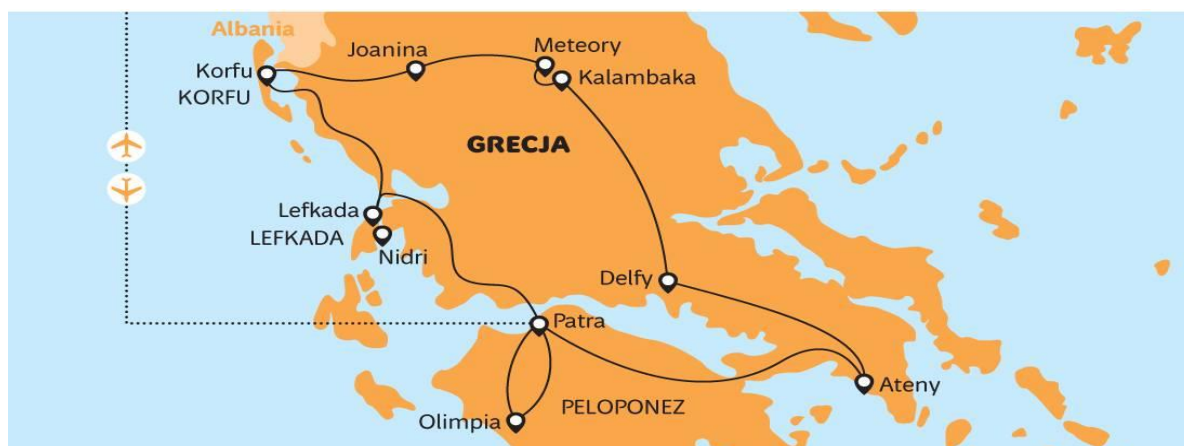 Albania
Joanina
Meteory
Korfu
Kalambaka
KORFU
GRECJA
Lefkada
LEFKADA
Nidri
Delfy
Patra
Ateny
PELOPONEZ
Olimpia